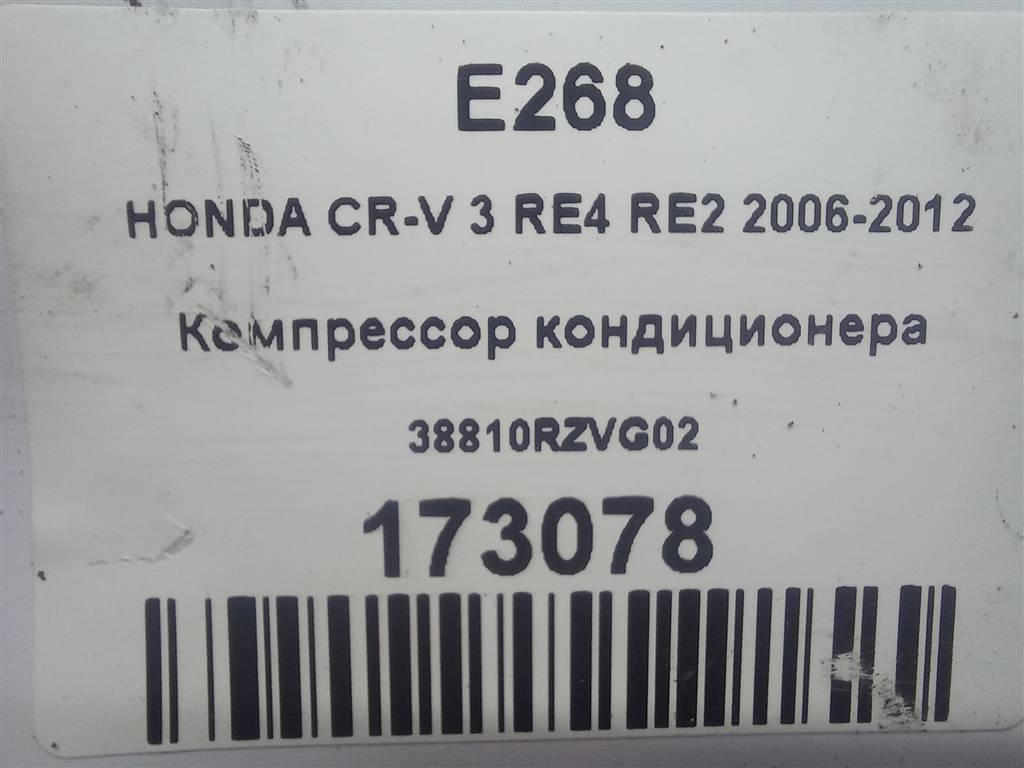 E268
HONDA CR-V 3 RE4 RE2 2006-2012
Компрессор кондиционера
38810RZVG02
173078